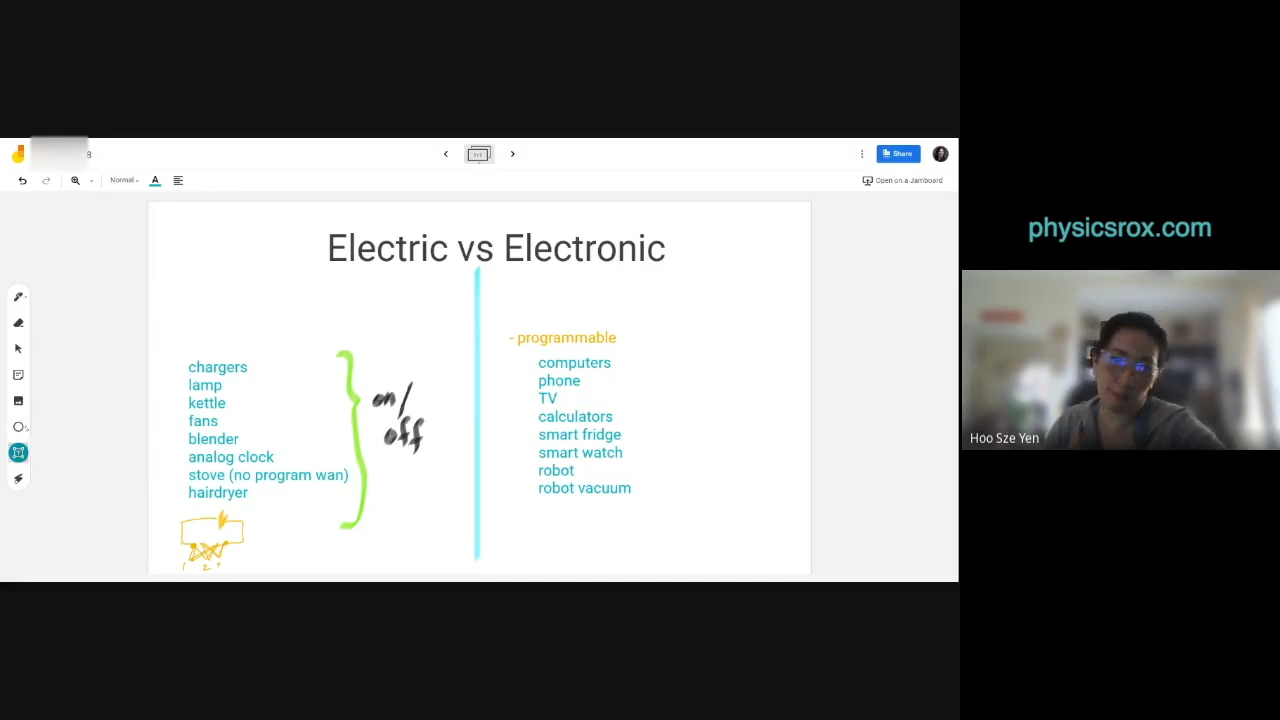 8
Share
Normal
A
Open on a Jamboard
Electric vs Electronic
physicsrox.com
- programmable
chargers
lamp
kettle
fans
blender
analog clock
stove (no program wan)
hairdryer
on/
off
computers
phone
TV
calculators
smart fridge
smart watch
robot
robot vacuum
Hoo Sze Yen